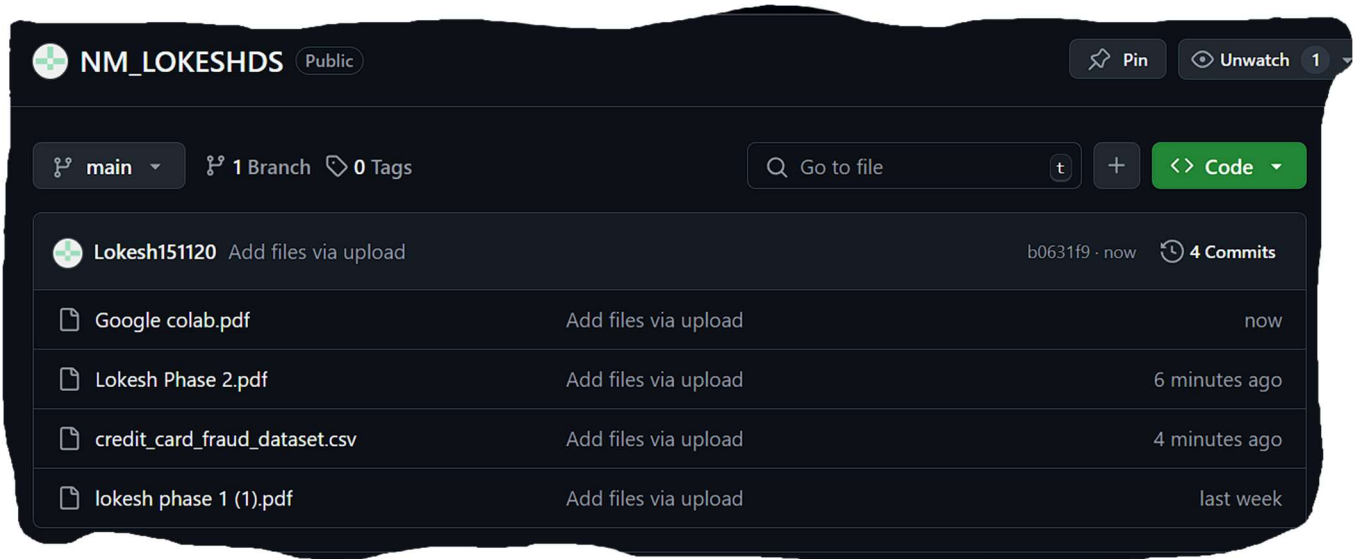 NM_LOKESHDS Public Pin Unwatch 1
main 1 Branch 0 Tags Go to file t + Code
Lokesh151120 Add files via upload b0631f9 · now 4 Commits
Google colab.pdf Add files via upload now
Lokesh Phase 2.pdf Add files via upload 6 minutes ago
credit_card_fraud_dataset.csv Add files via upload 4 minutes ago
lokesh phase 1 (1).pdf Add files via upload last week